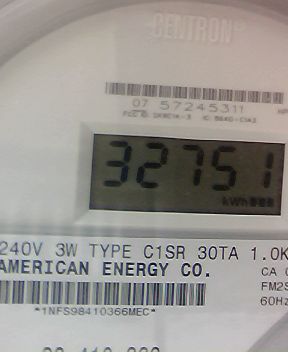 CENTRON®
07 57245311
32751
kWh
240V 3W TYPE C1SR 30TA 1.0K
AMERICAN ENERGY CO. CA
FM2S
60Hz
*1NFS98410366MEC*